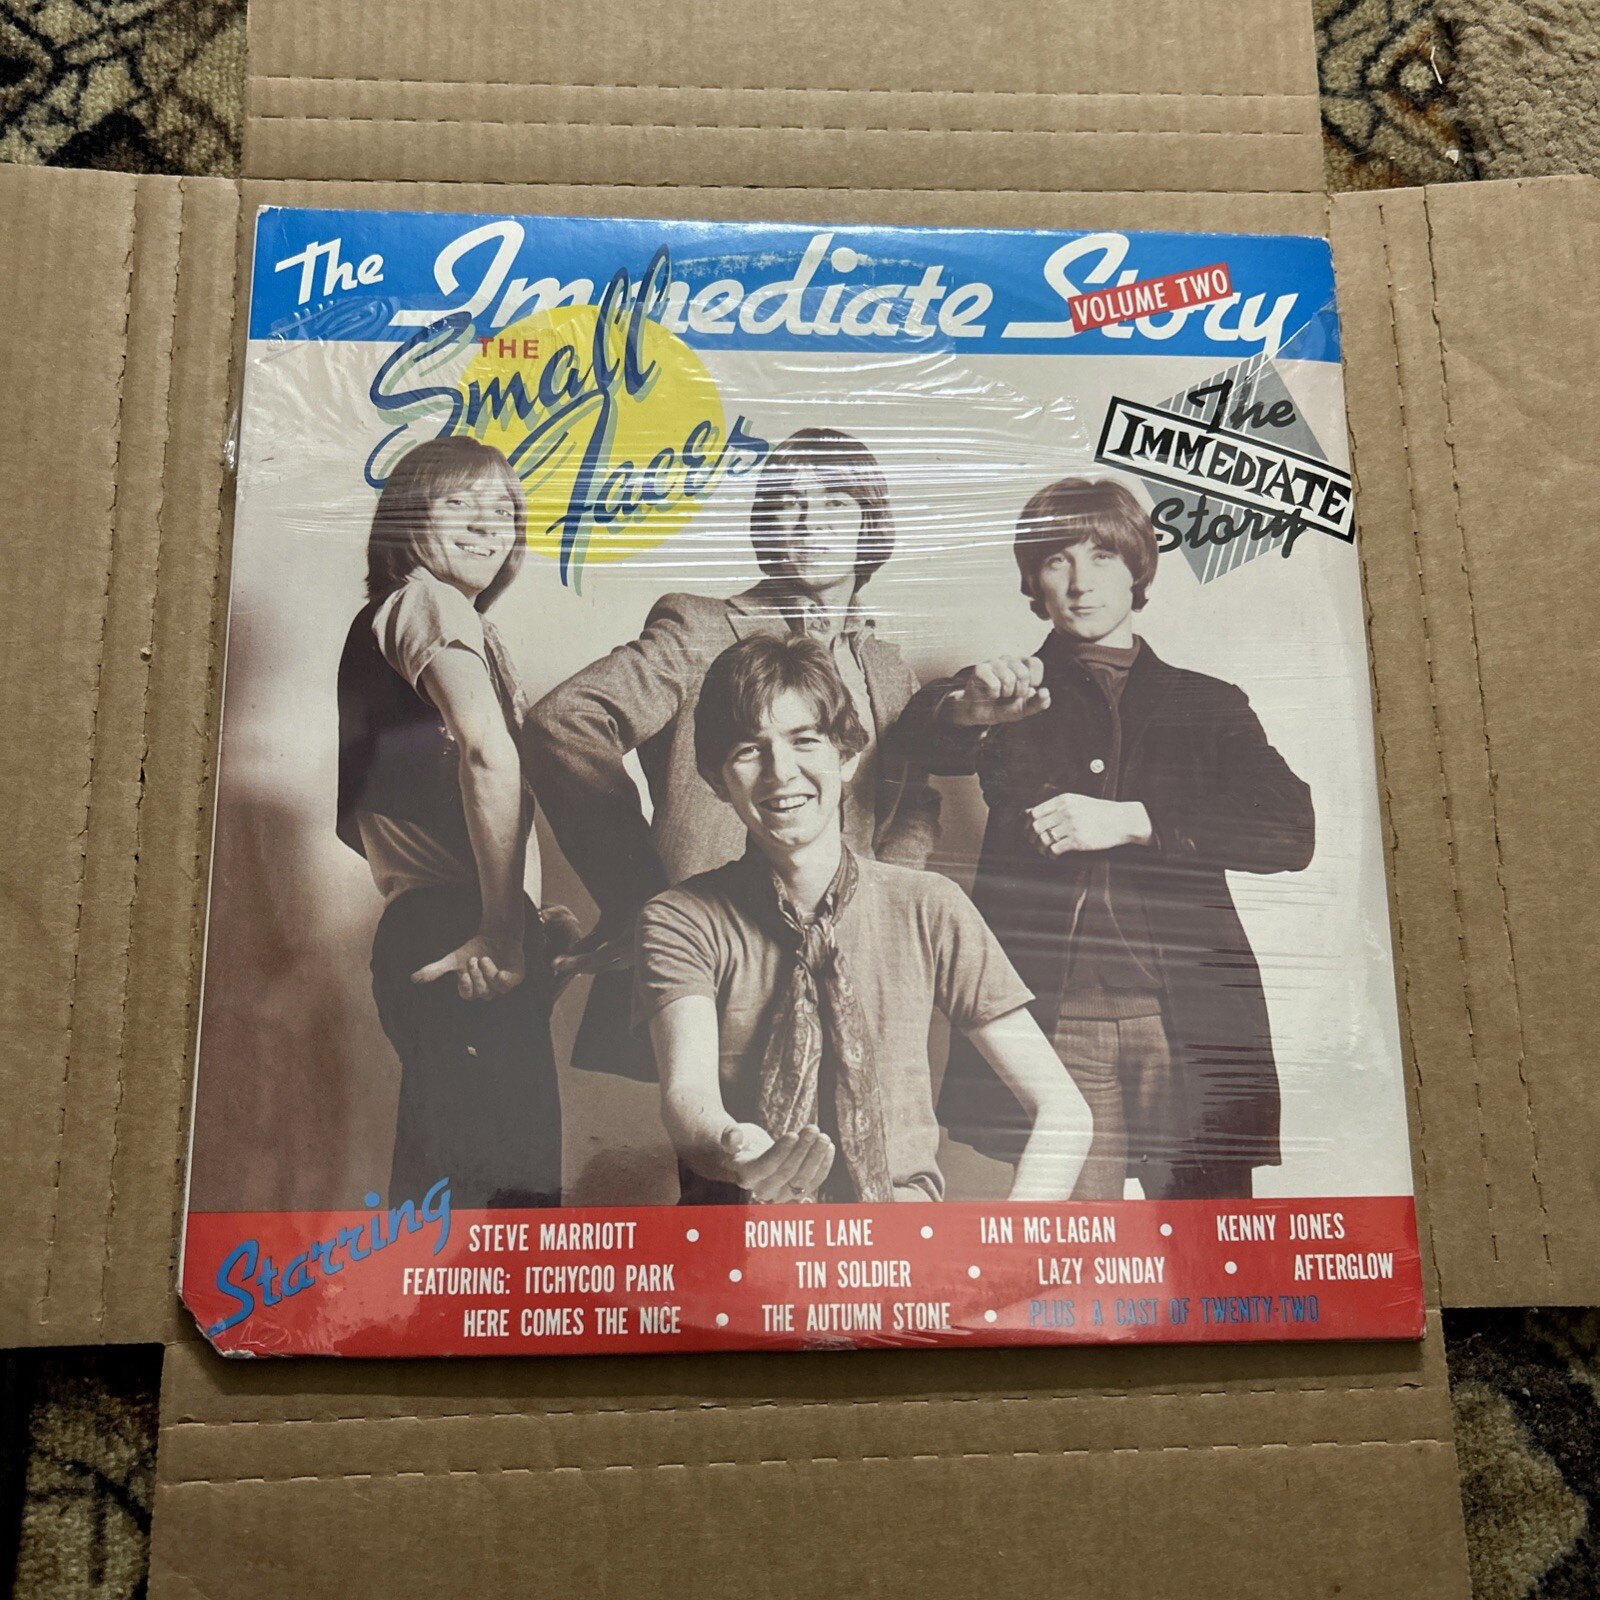 The Immediate Story
VOLUME TWO
THE
Small
Faces
The
IMMEDIATE
Story
Starring
STEVE MARRIOTT • RONNIE LANE • IAN MC LAGAN • KENNY JONES
FEATURING: ITCHYCOO PARK • TIN SOLDIER • LAZY SUNDAY • AFTERGLOW
HERE COMES THE NICE • THE AUTUMN STONE • PLUS A CAST OF TWENTY-TWO